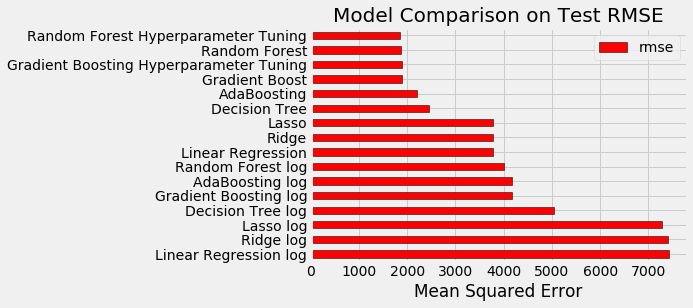 Model Comparison on Test RMSE
rmse
Random Forest Hyperparameter Tuning
Random Forest
Gradient Boosting Hyperparameter Tuning
Gradient Boost
AdaBoosting
Decision Tree
Lasso
Ridge
Linear Regression
Random Forest log
AdaBoosting log
Gradient Boosting log
Decision Tree log
Lasso log
Ridge log
Linear Regression log
0 1000 2000 3000 4000 5000 6000 7000
Mean Squared Error